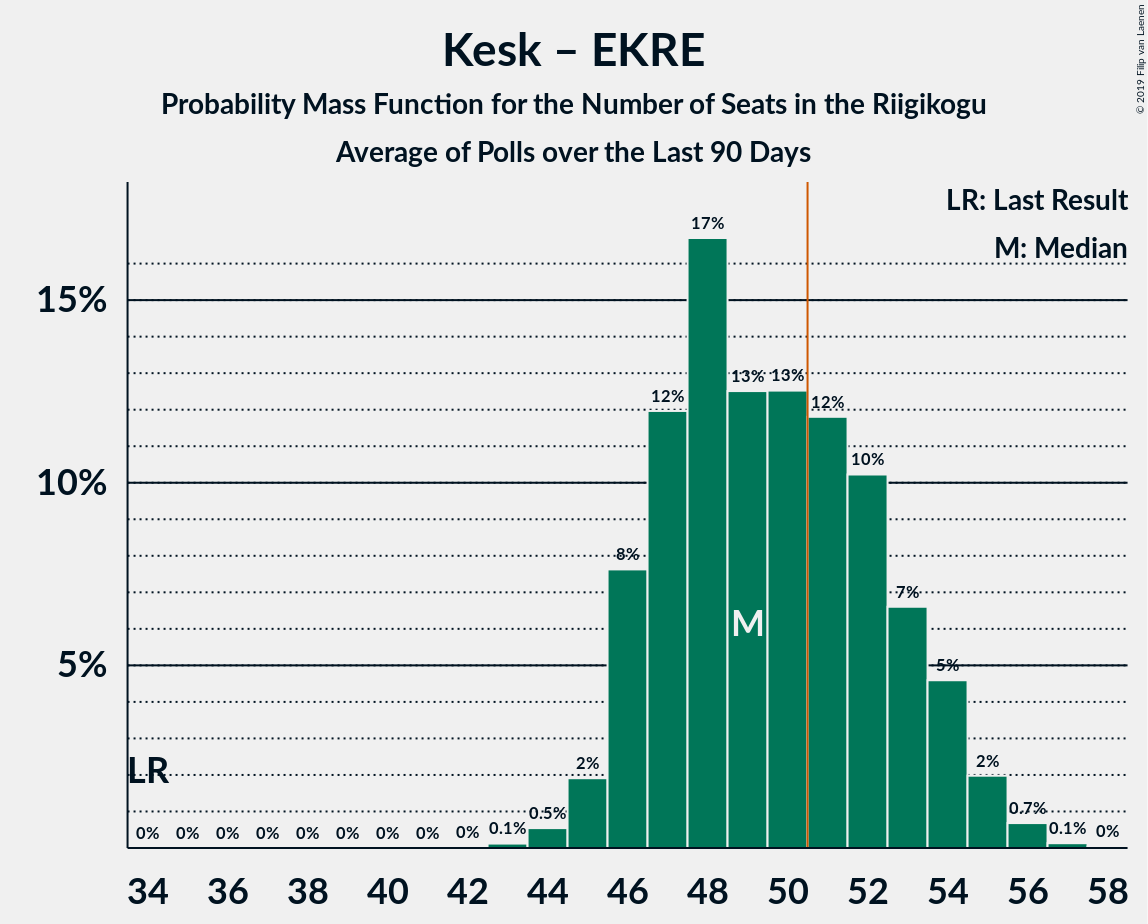 Kesk – EKRE
Probability Mass Function for the Number of Seats in the Riigikogu
Average of Polls over the Last 90 Days
© 2019 Filip van Laenen
LR: Last Result
M: Median
17%
15%
13% 13%
12% 12%
10%
10%
8%
7%
M
5% 5%
LR
2% 2%
0% 0% 0% 0% 0% 0% 0% 0% 0% 0.1% 0.5% 0.7% 0.1% 0%
34 36 38 40 42 44 46 48 50 52 54 56 58